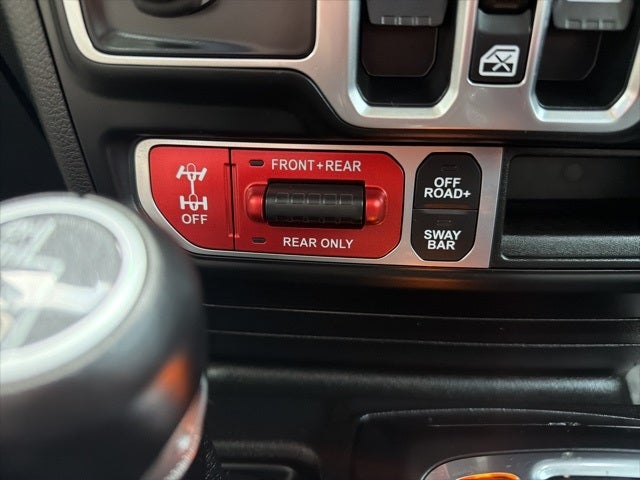 FRONT+REAR
OFF
REAR ONLY
OFF
ROAD+
SWAY
BAR